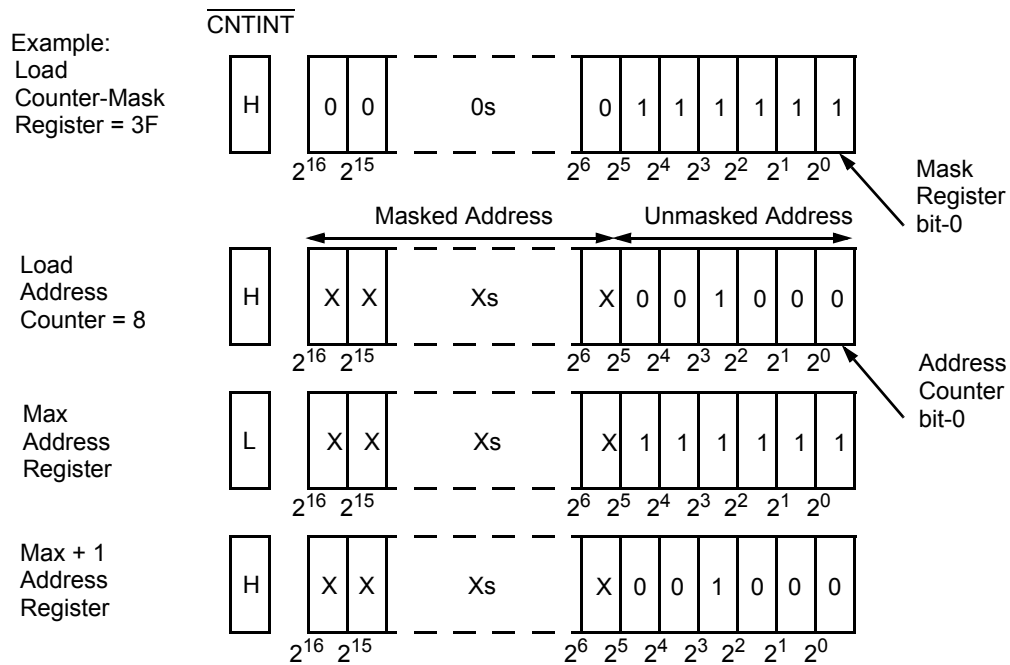 CNTINT
Example:
Load
Counter-Mask
Register = 3F
H 0 0 0s 0 1 1 1 1 1 1
2^16 2^15 2^6 2^5 2^4 2^3 2^2 2^1 2^0
Mask
Register
bit-0
Masked Address Unmasked Address
Load
Address
Counter = 8
H X X Xs X 0 0 1 0 0 0
2^16 2^15 2^6 2^5 2^4 2^3 2^2 2^1 2^0
Address
Counter
bit-0
Max
Address
Register
L X X Xs X 1 1 1 1 1 1
2^16 2^15 2^6 2^5 2^4 2^3 2^2 2^1 2^0
Max + 1
Address
Register
H X X Xs X 0 0 1 0 0 0
2^16 2^15 2^6 2^5 2^4 2^3 2^2 2^1 2^0